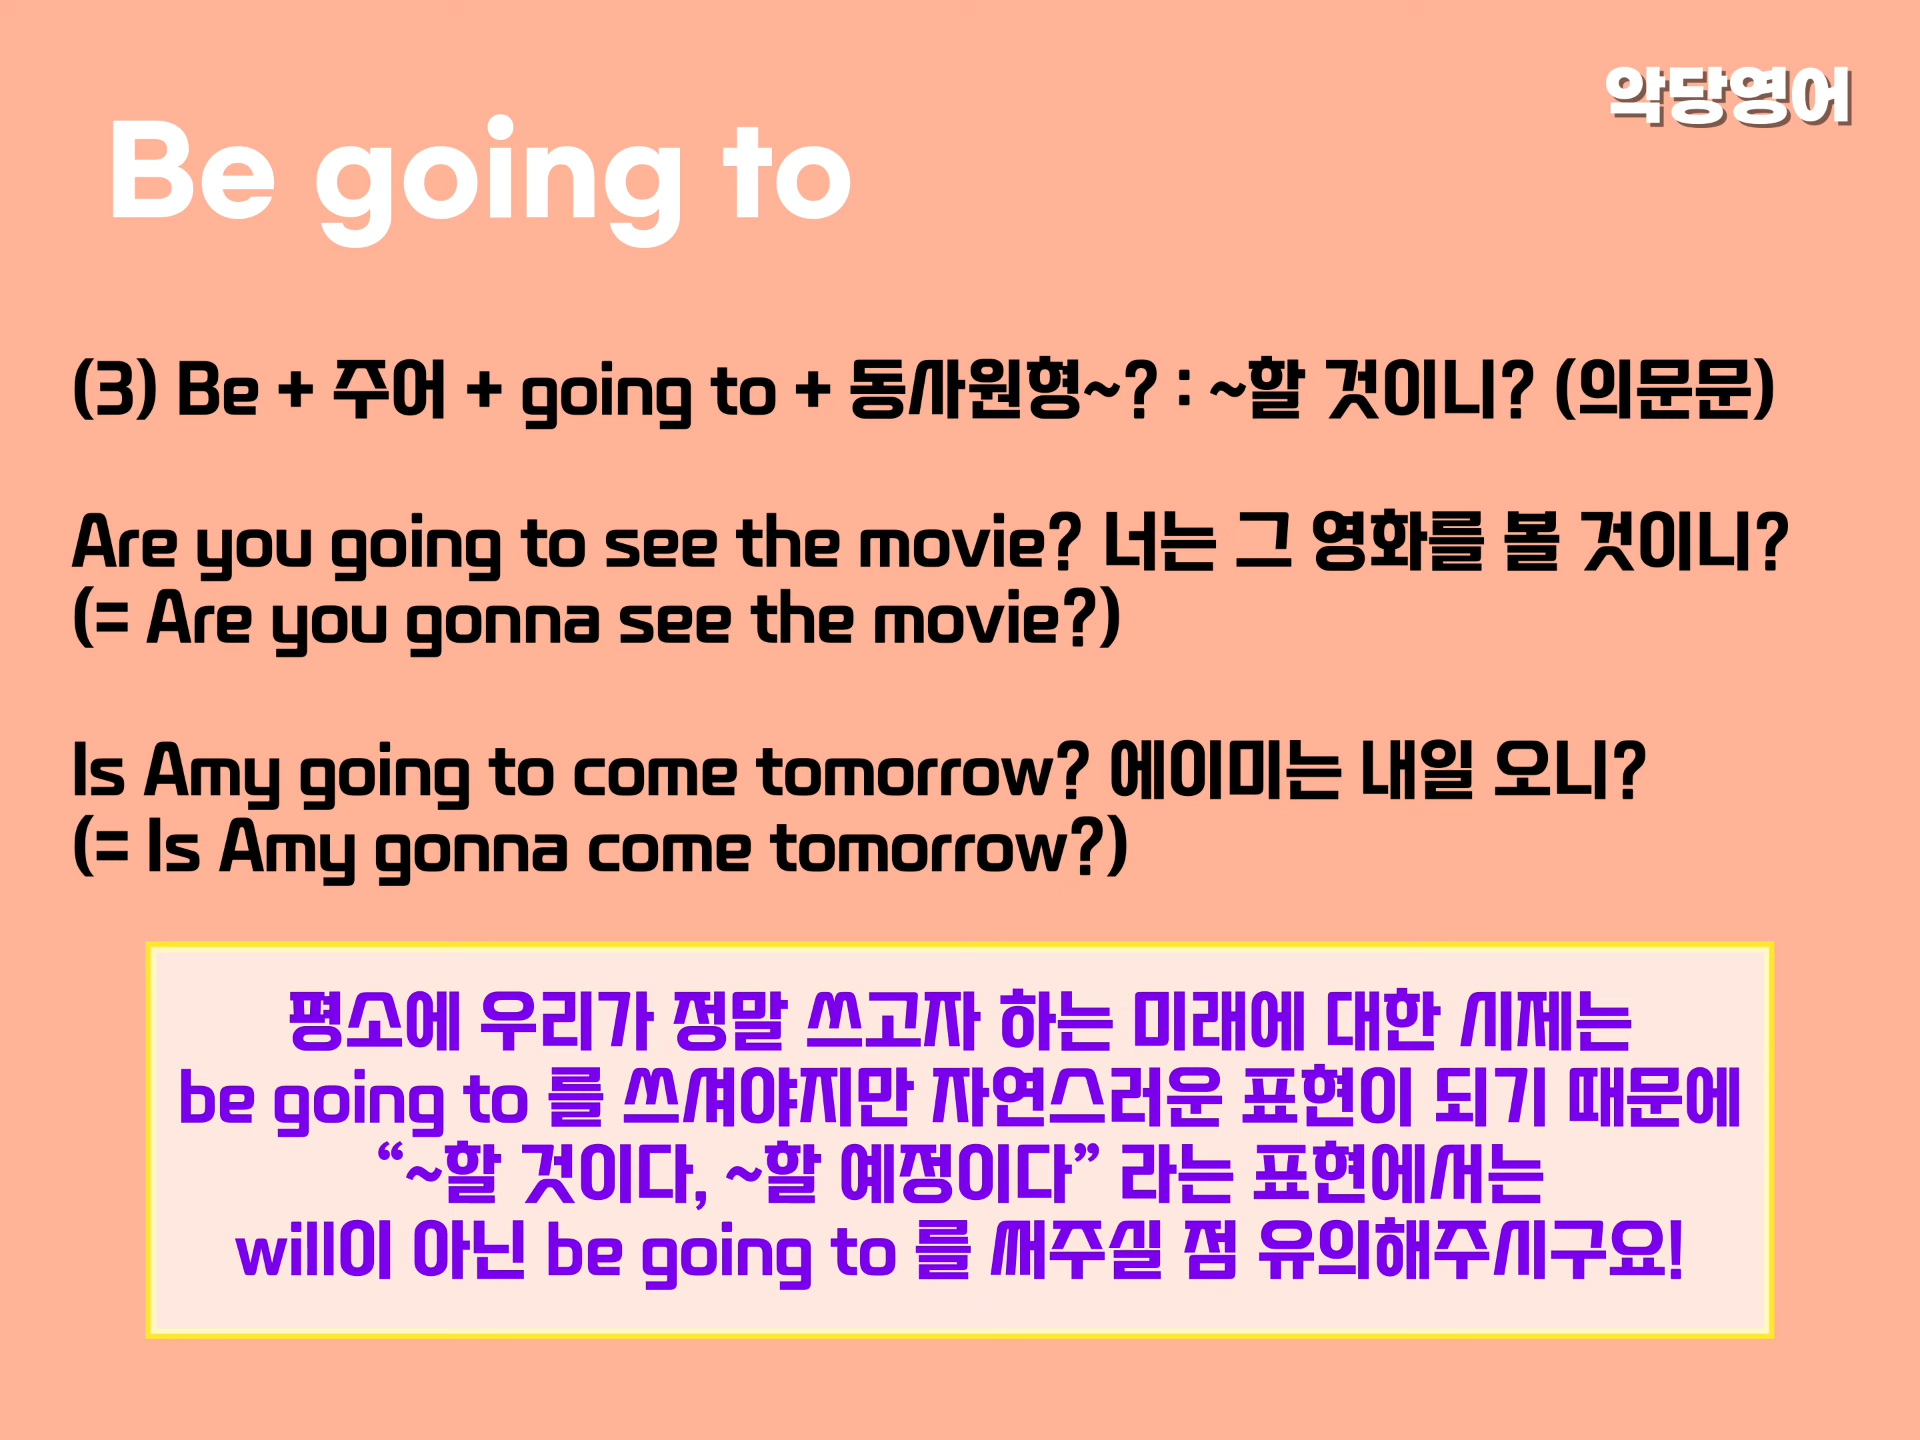 악당영어
Be going to
(3) Be + 주어 + going to + 동사원형~? : ~할 것이니? (의문문)
Are you going to see the movie? 너는 그 영화를 볼 것이니?
(= Are you gonna see the movie?)
Is Amy going to come tomorrow? 에이미는 내일 오니?
(= Is Amy gonna come tomorrow?)
평소에 우리가 정말 쓰고자 하는 미래에 대한 시제는
be going to 를 쓰셔야지만 자연스러운 표현이 되기 때문에
“~할 것이다, ~할 예정이다” 라는 표현에서는
will이 아닌 be going to 를 써주실 점 유의해주시구요!